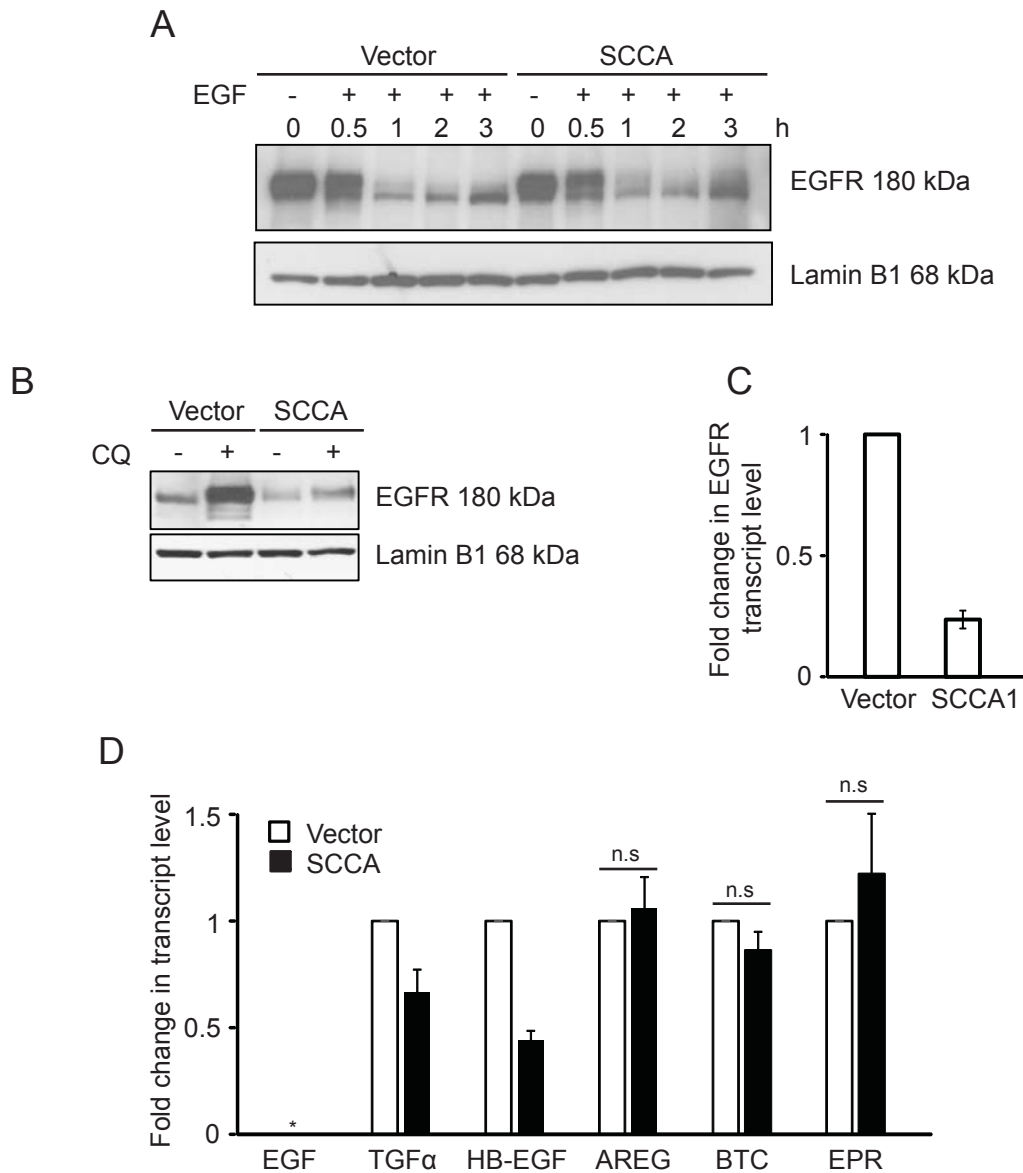 A
Vector SCCA
EGF - + + + + - + + + +
0 0.5 1 2 3 0 0.5 1 2 3 h
EGFR 180 kDa
Lamin B1 68 kDa
B
Vector SCCA
CQ - + - +
EGFR 180 kDa
Lamin B1 68 kDa
C
Fold change in EGFR
transcript level
1
0.5
0
Vector SCCA1
D
Fold change in transcript level
1.5
1
0.5
0
Vector
SCCA
n.s
n.s
n.s
*
EGF TGFα HB-EGF AREG BTC EPR